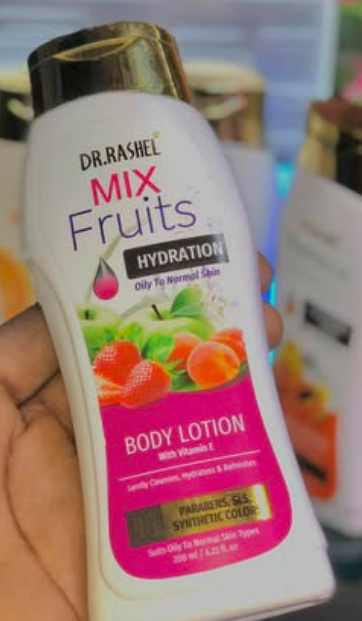 DR.RASHEL
MIX
Fruits
HYDRATION
Oily To Normal Skin
BODY LOTION
With Vitamin E
Gently Cleanses, Hydrates & Refreshes
NO
PARABENS, SLS,
SYNTHETIC COLOR
Suits Oily To Normal Skin Types
200 ml / 6.22 fl. oz